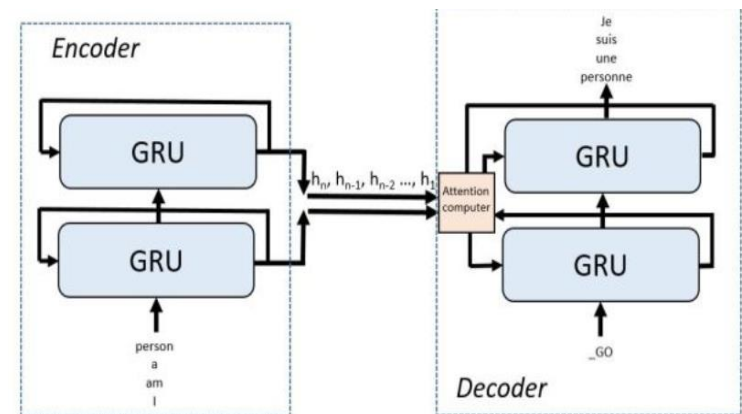 Encoder
GRU
GRU
person
a
am
I
hn, hn-1, hn-2 ..., h1
Attention
computer
Je
suis
une
personne
GRU
GRU
_GO
Decoder